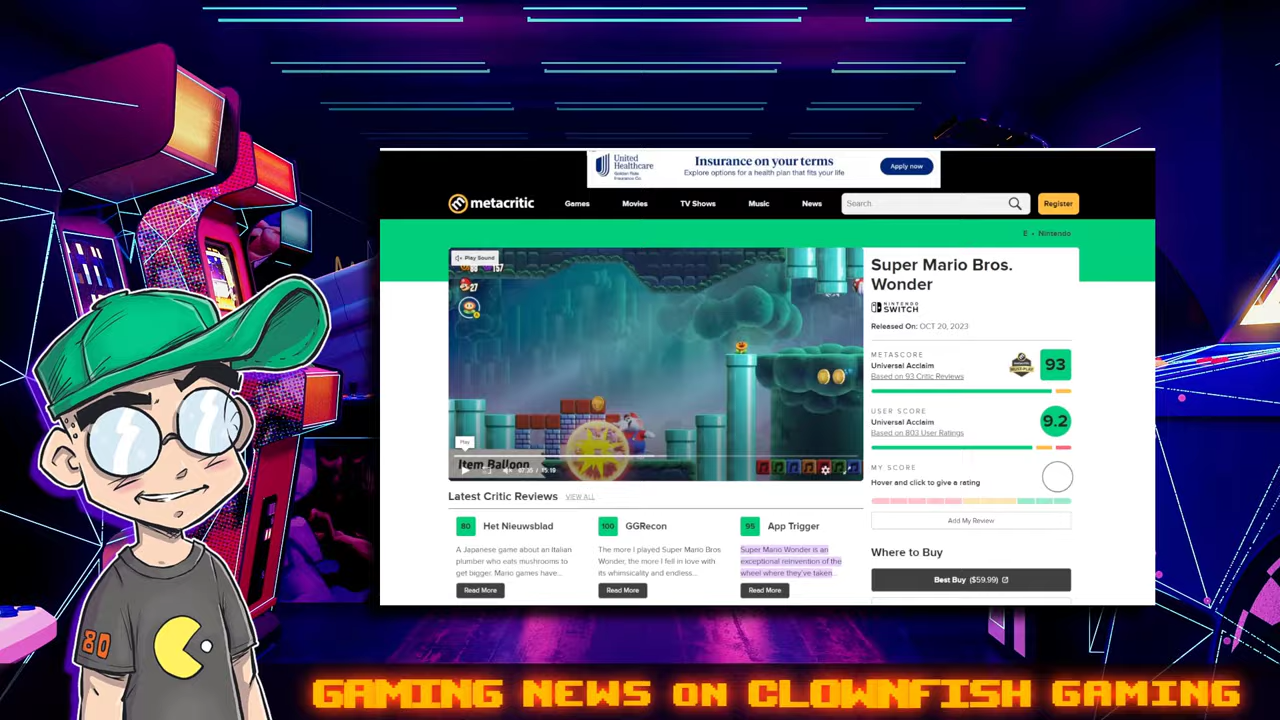 United Healthcare
Golden Rule Insurance Co.
Insurance on your terms
Explore options for a health plan that fits your life
Apply now
metacritic
Games
Movies
TV Shows
Music
News
Search
Register
E • Nintendo
Play Sound
157
27
Play
Item Balloon
Super Mario Bros.
Wonder
NINTENDO
SWITCH
Released On: OCT 20, 2023
METASCORE
Universal Acclaim
Based on 93 Critic Reviews
93
USER SCORE
Universal Acclaim
Based on 803 User Ratings
9.2
MY SCORE
Hover and click to give a rating
Add My Review
Where to Buy
Best Buy ($59.99)
Latest Critic Reviews VIEW ALL
80 Het Nieuwsblad
A Japanese game about an Italian
plumber who eats mushrooms to
get bigger. Mario games have...
Read More
100 GGRecon
The more I played Super Mario Bros
Wonder, the more I fell in love with
its whimsicality and endless...
Read More
95 App Trigger
Super Mario Wonder is an
exceptional reinvention of the
wheel where they've taken...
Read More
80
GAMING NEWS ON CLOWNFISH GAMING